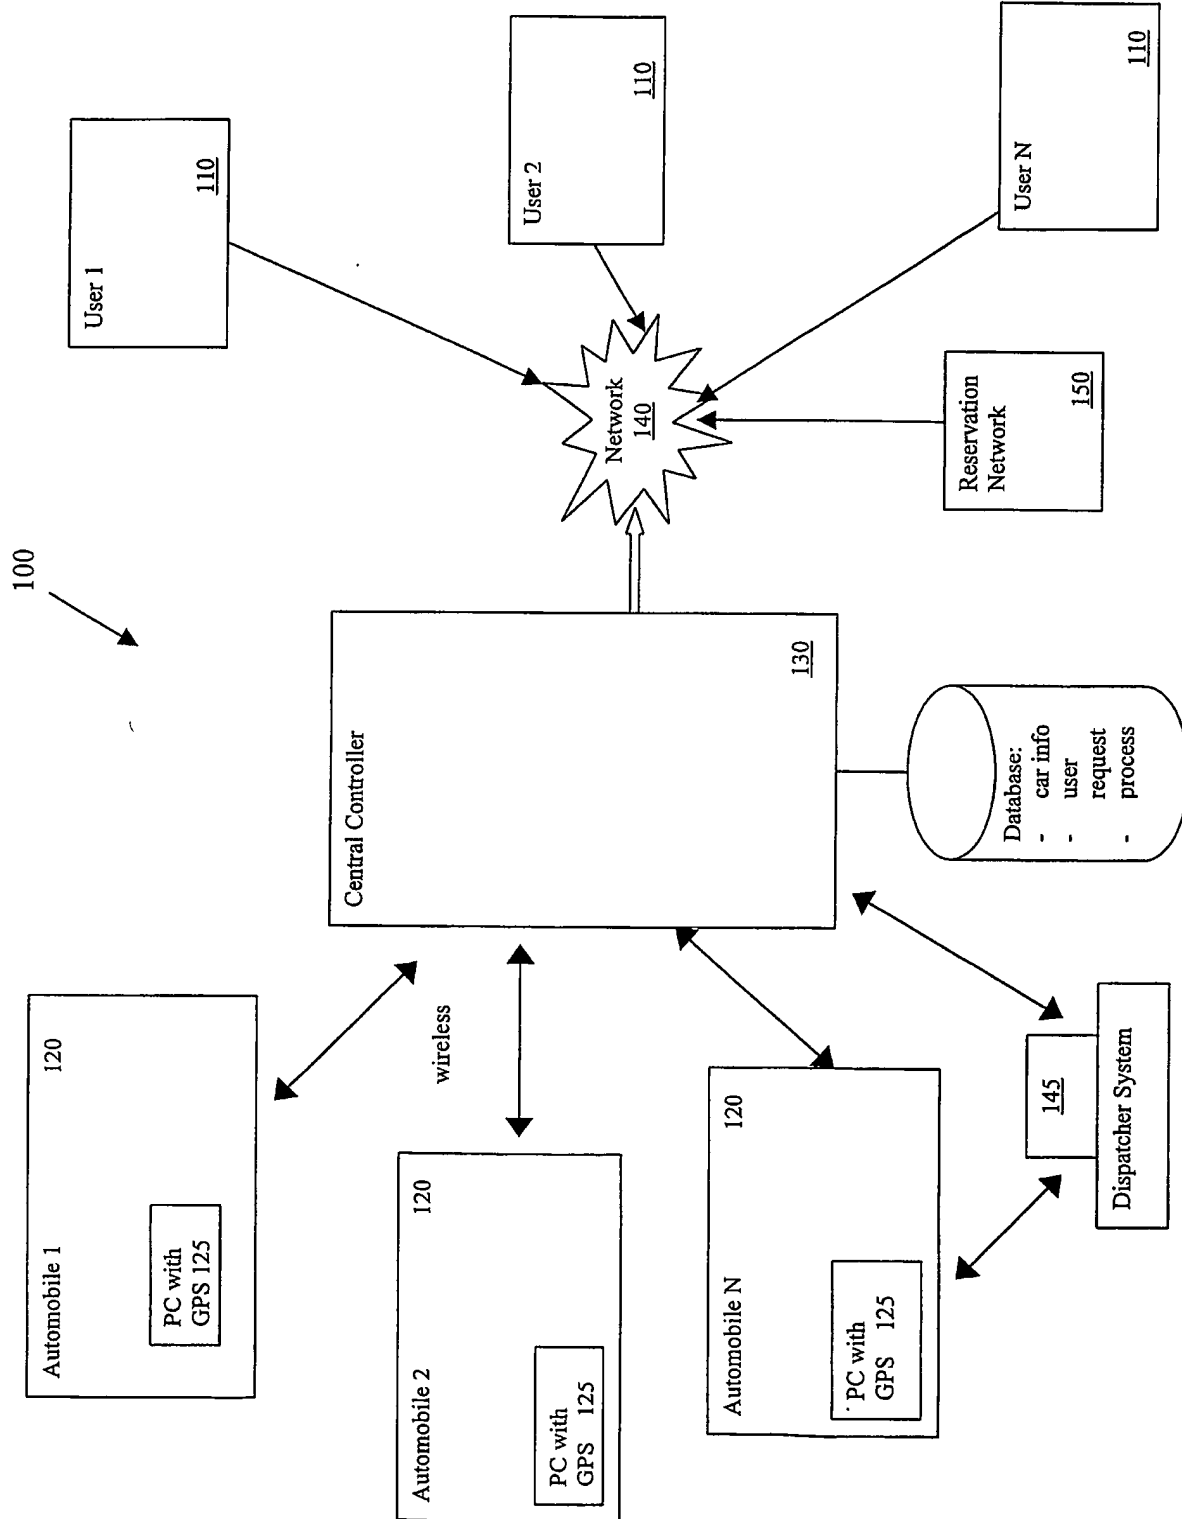 100
Automobile 1
120
PC with
GPS 125
Automobile 2
120
PC with
GPS 125
Automobile N
120
PC with
GPS 125
wireless
Central Controller
130
145
Dispatcher System
Database:
- car info
- user
request
- process
Network
140
Reservation
Network
150
User 1
110
User 2
110
User N
110